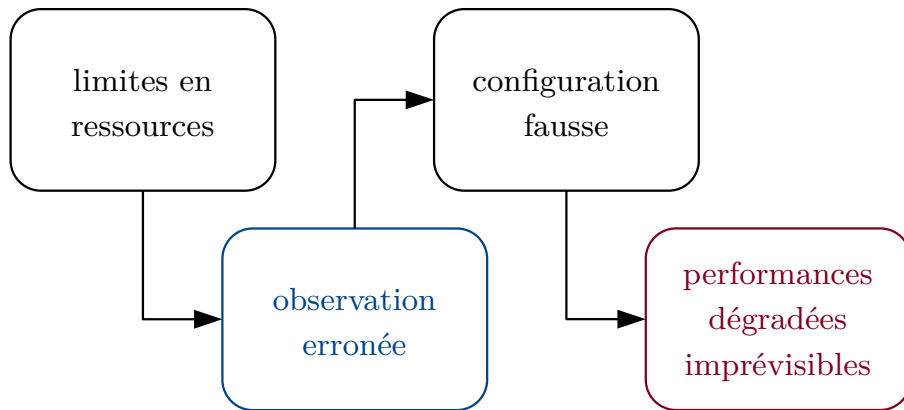 limites en
ressources
observation
erronée
configuration
fausse
performances
dégradées
imprévisibles